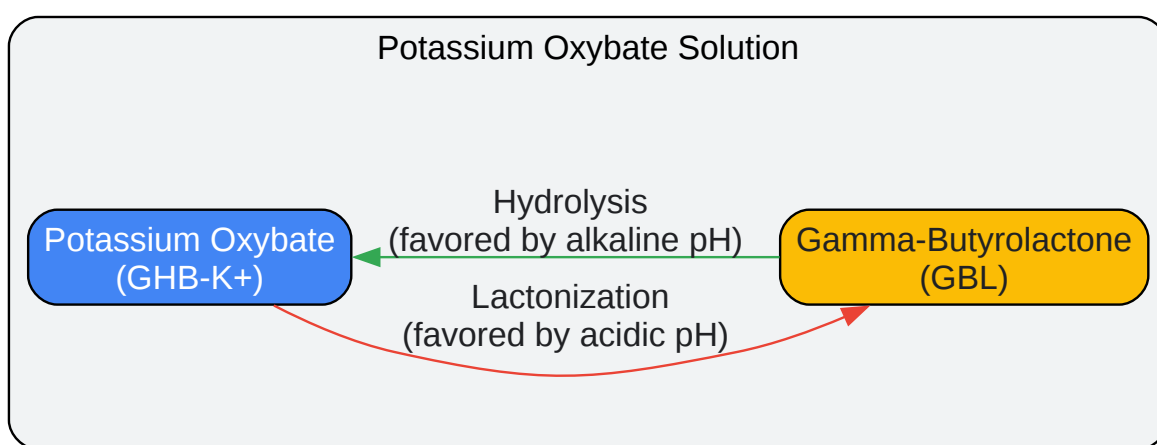 Potassium Oxybate Solution
Hydrolysis
(favored by alkaline pH)
Potassium Oxybate
(GHB-K+)
Gamma-Butyrolactone
(GBL)
Lactonization
(favored by acidic pH)